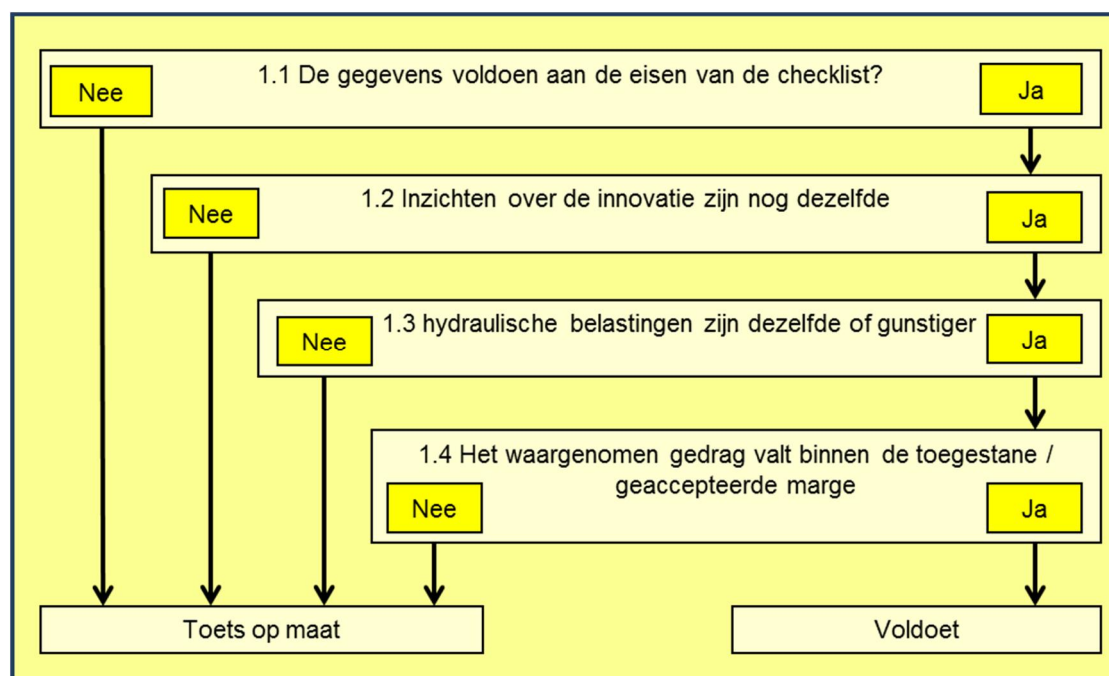 1.1 De gegevens voldoen aan de eisen van de checklist?
Nee
Ja
1.2 Inzichten over de innovatie zijn nog dezelfde
Nee
Ja
1.3 hydraulische belastingen zijn dezelfde of gunstiger
Nee
Ja
1.4 Het waargenomen gedrag valt binnen de toegestane /
geaccepteerde marge
Nee
Ja
Toets op maat
Voldoet